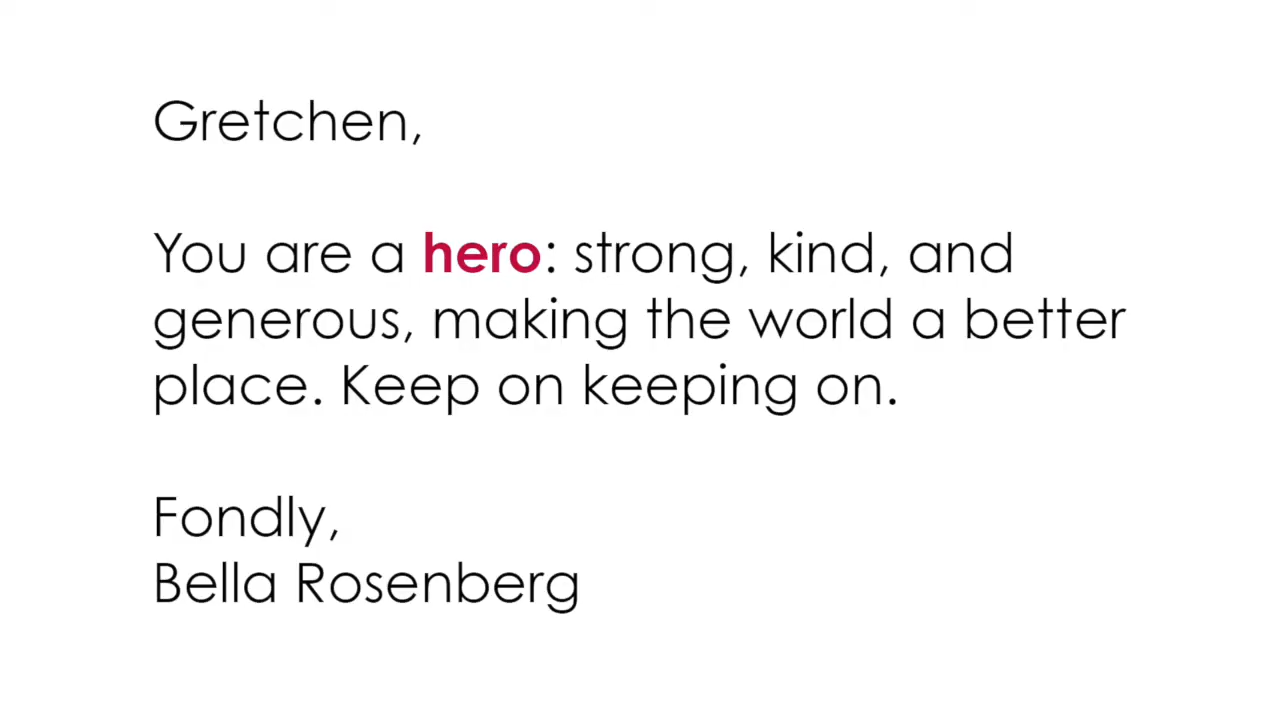 Gretchen,
You are a hero: strong, kind, and
generous, making the world a better
place. Keep on keeping on.
Fondly,
Bella Rosenberg